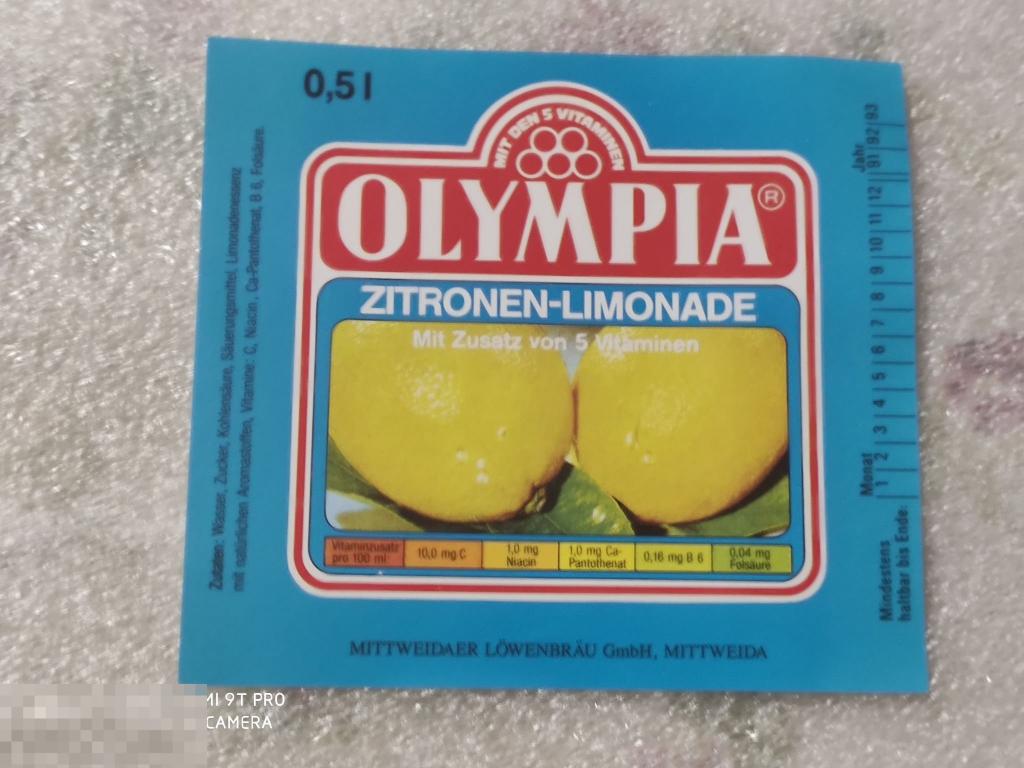 0,5 l
MIT DEN 5 VITAMINEN
OLYMPIA®
ZITRONEN-LIMONADE
Mit Zusatz von 5 Vitaminen
Vitaminzusatz pro 100 ml:
10,0 mg C
1,0 mg Niacin
1,0 mg Ca-Pantothenat
0,16 mg B 6
0,04 mg Folsäure
MITTWEIDAER LÖWENBRÄU GmbH, MITTWEIDA
Zutaten: Wasser, Zucker, Kohlensäure, Säuerungsmittel, Limonadenessenz
mit natürlichen Aromastoffen, Vitamine: C, Niacin, Ca-Pantothenat, B 6, Folsäure.
Mindestens
haltbar bis Ende:
Monat
1 2 3 4 5 6 7 8 9 10 11 12
Jahr
91 92 93
MI 9T PRO
CAMERA